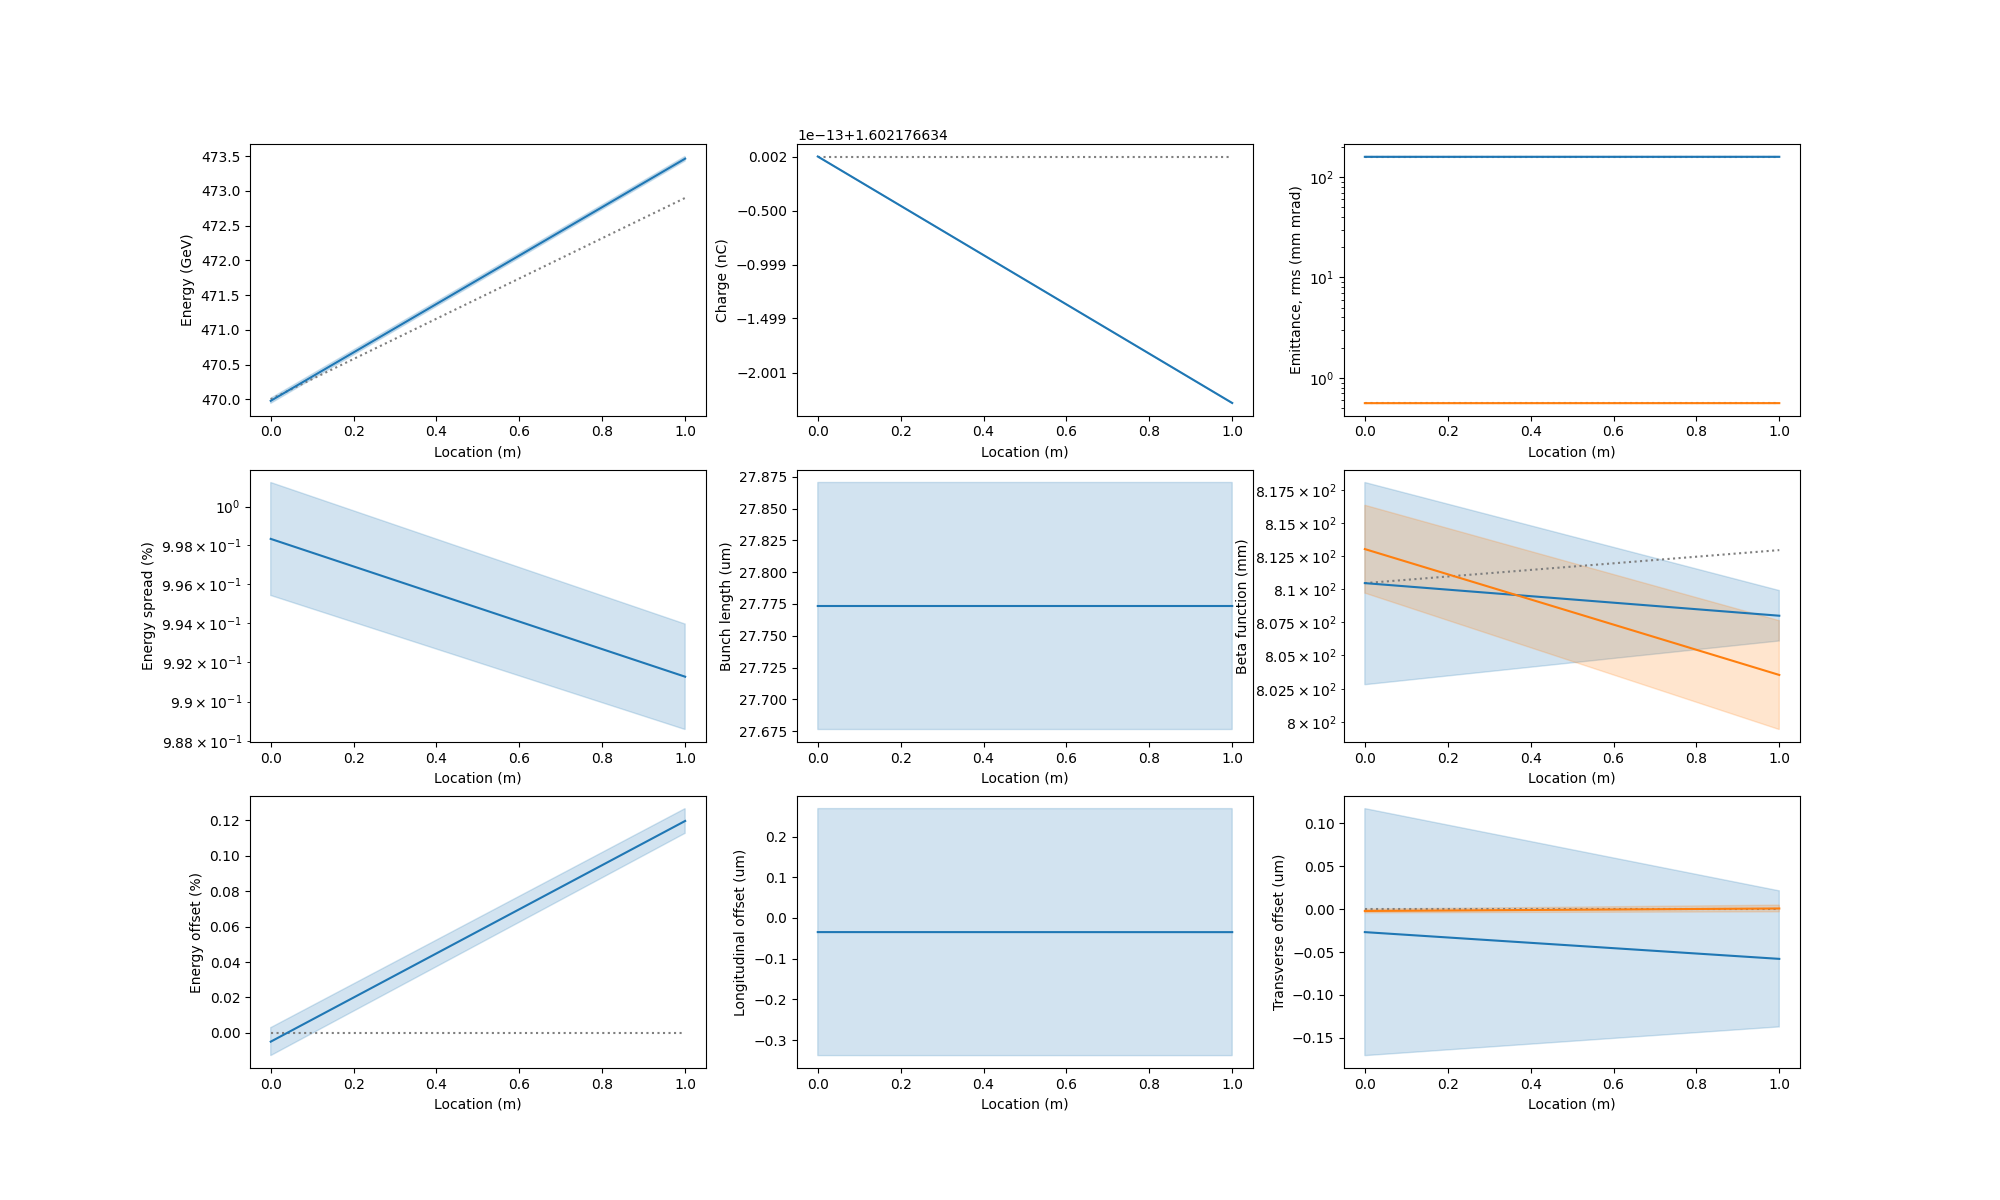 1e−13+1.602176634
473.5
473.0
472.5
472.0
471.5
471.0
470.5
470.0
Energy (GeV)
0.0 0.2 0.4 0.6 0.8 1.0
Location (m)
0.002
−0.500
−0.999
−1.499
−2.001
Charge (nC)
0.0 0.2 0.4 0.6 0.8 1.0
Location (m)
10²
10¹
10⁰
Emittance, rms (mm mrad)
0.0 0.2 0.4 0.6 0.8 1.0
Location (m)
10⁰
9.98 × 10⁻¹
9.96 × 10⁻¹
9.94 × 10⁻¹
9.92 × 10⁻¹
9.9 × 10⁻¹
9.88 × 10⁻¹
Energy spread (%)
0.0 0.2 0.4 0.6 0.8 1.0
Location (m)
27.875
27.850
27.825
27.800
27.775
27.750
27.725
27.700
27.675
Bunch length (um)
0.0 0.2 0.4 0.6 0.8 1.0
Location (m)
8.175 × 10²
8.15 × 10²
8.125 × 10²
8.1 × 10²
8.075 × 10²
8.05 × 10²
8.025 × 10²
8 × 10²
Beta function (mm)
0.0 0.2 0.4 0.6 0.8 1.0
Location (m)
0.12
0.10
0.08
0.06
0.04
0.02
0.00
Energy offset (%)
0.0 0.2 0.4 0.6 0.8 1.0
Location (m)
0.2
0.1
0.0
−0.1
−0.2
−0.3
Longitudinal offset (um)
0.0 0.2 0.4 0.6 0.8 1.0
Location (m)
0.10
0.05
0.00
−0.05
−0.10
−0.15
Transverse offset (um)
0.0 0.2 0.4 0.6 0.8 1.0
Location (m)